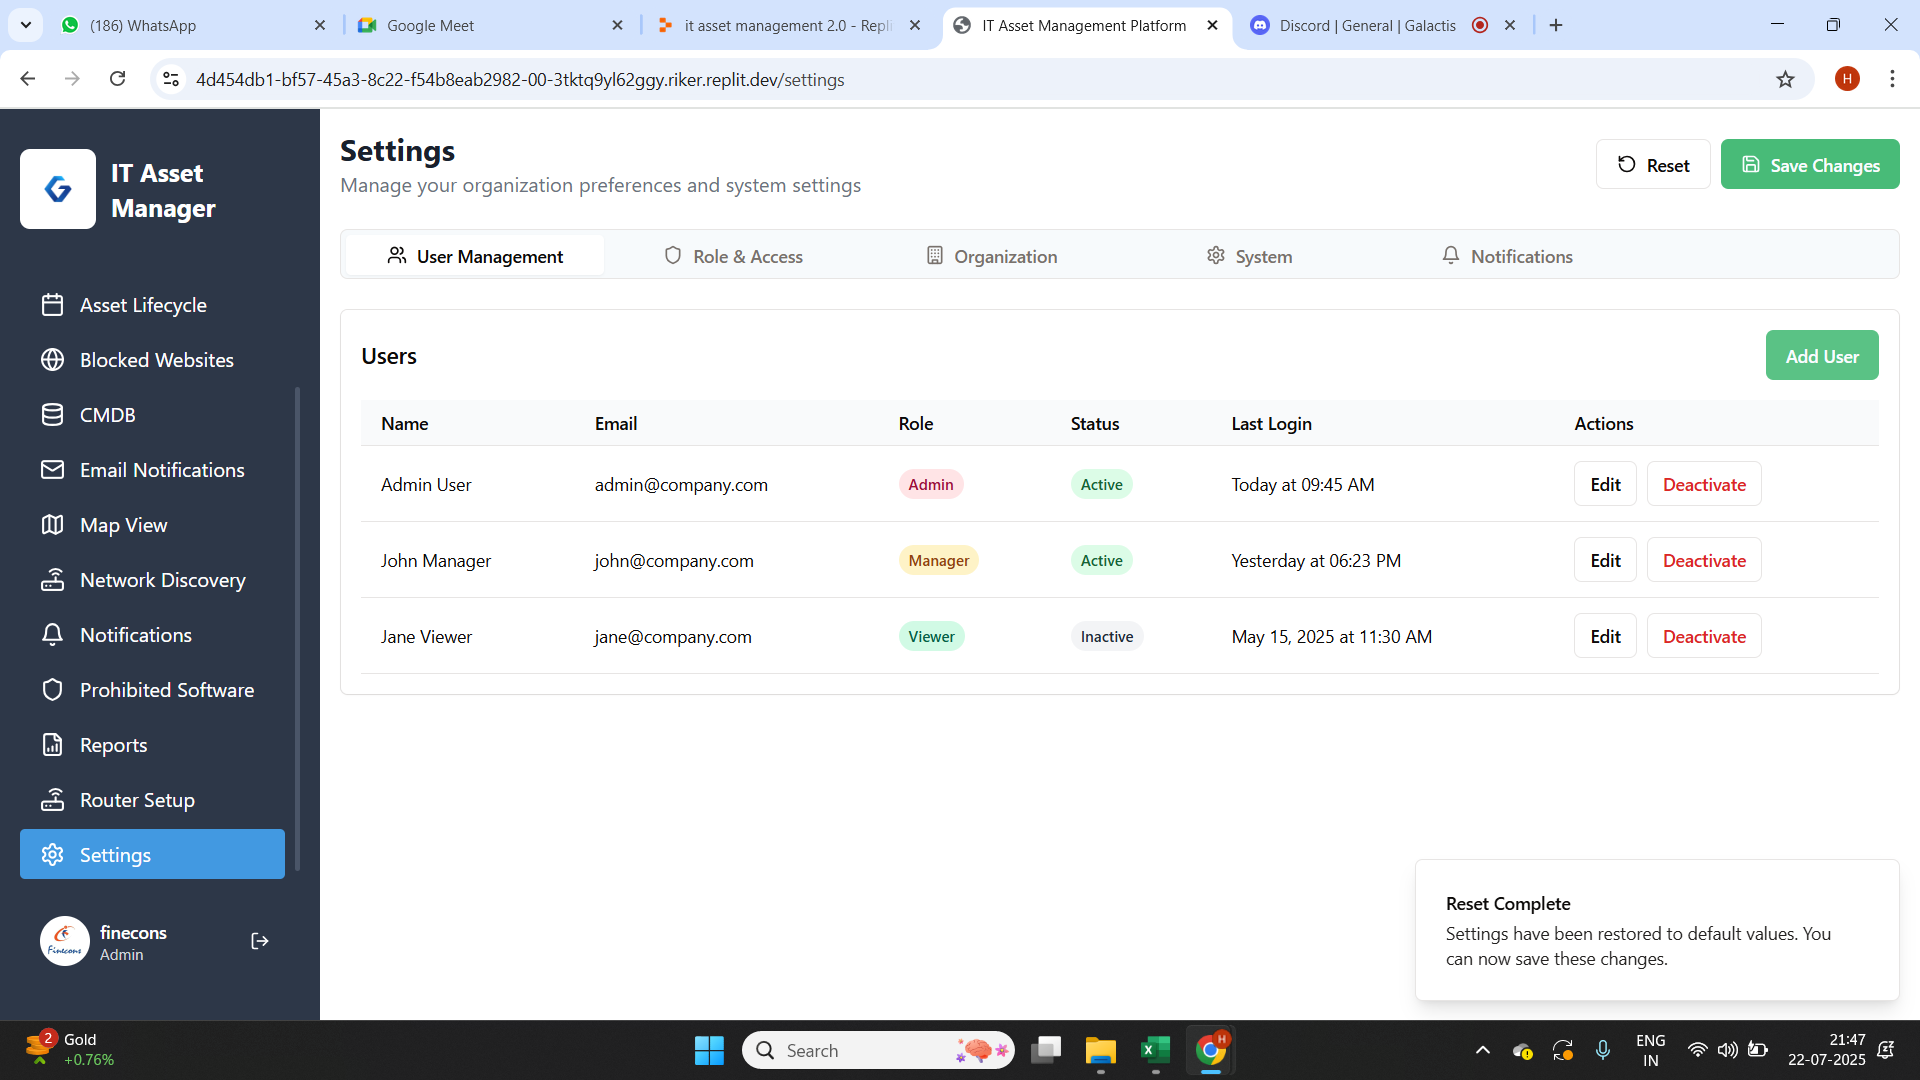 (186) WhatsApp
Google Meet
it asset management 2.0 - Repli
IT Asset Management Platform
Discord | General | Galactis
4d454db1-bf57-45a3-8c22-f54b8eab2982-00-3tktq9yl62ggy.riker.replit.dev/settings
H
IT Asset
Manager
Asset Lifecycle
Blocked Websites
CMDB
Email Notifications
Map View
Network Discovery
Notifications
Prohibited Software
Reports
Router Setup
Settings
Finecons
finecons
Admin
Settings
Manage your organization preferences and system settings
Reset
Save Changes
User Management
Role & Access
Organization
System
Notifications
Users
Add User
Name Email Role Status Last Login Actions
Admin User admin@company.com Admin Active Today at 09:45 AM Edit Deactivate
John Manager john@company.com Manager Active Yesterday at 06:23 PM Edit Deactivate
Jane Viewer jane@company.com Viewer Inactive May 15, 2025 at 11:30 AM Edit Deactivate
Reset Complete
Settings have been restored to default values. You
can now save these changes.
2
Gold
+0.76%
Search
H
ENG
IN
21:47
22-07-2025